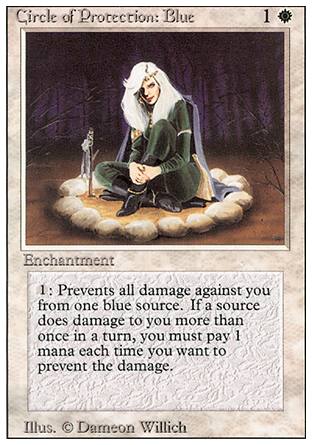 Circle of Protection: Blue 1
Enchantment
1: Prevents all damage against you
from one blue source. If a source
does damage to you more than
once in a turn, you must pay 1
mana each time you want to
prevent the damage.
Illus. © Dameon Willich